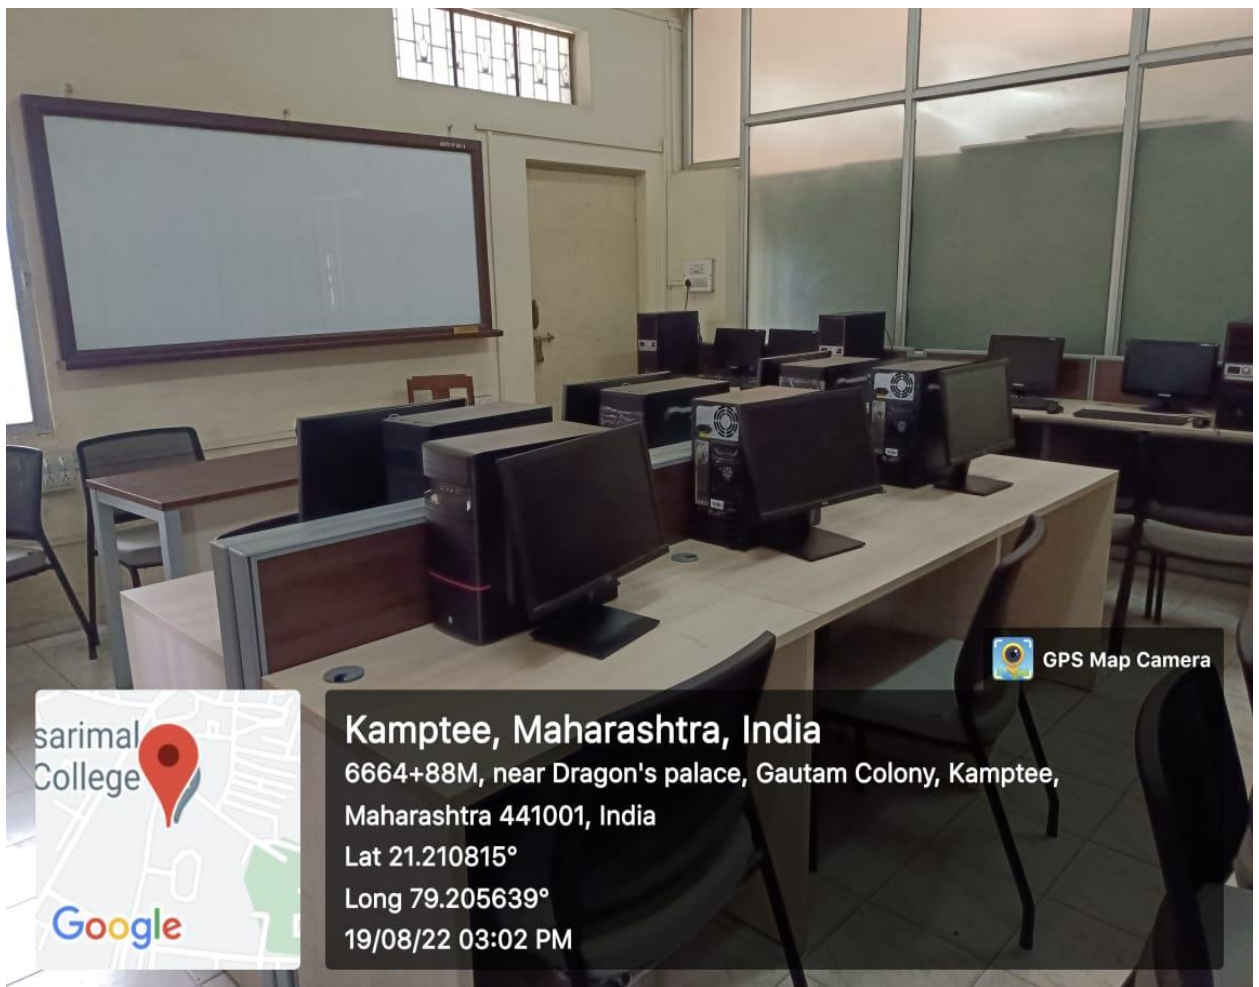 GPS Map Camera
sarimal
College
Google
Kamptee, Maharashtra, India
6664+88M, near Dragon's palace, Gautam Colony, Kamptee,
Maharashtra 441001, India
Lat 21.210815°
Long 79.205639°
19/08/22 03:02 PM